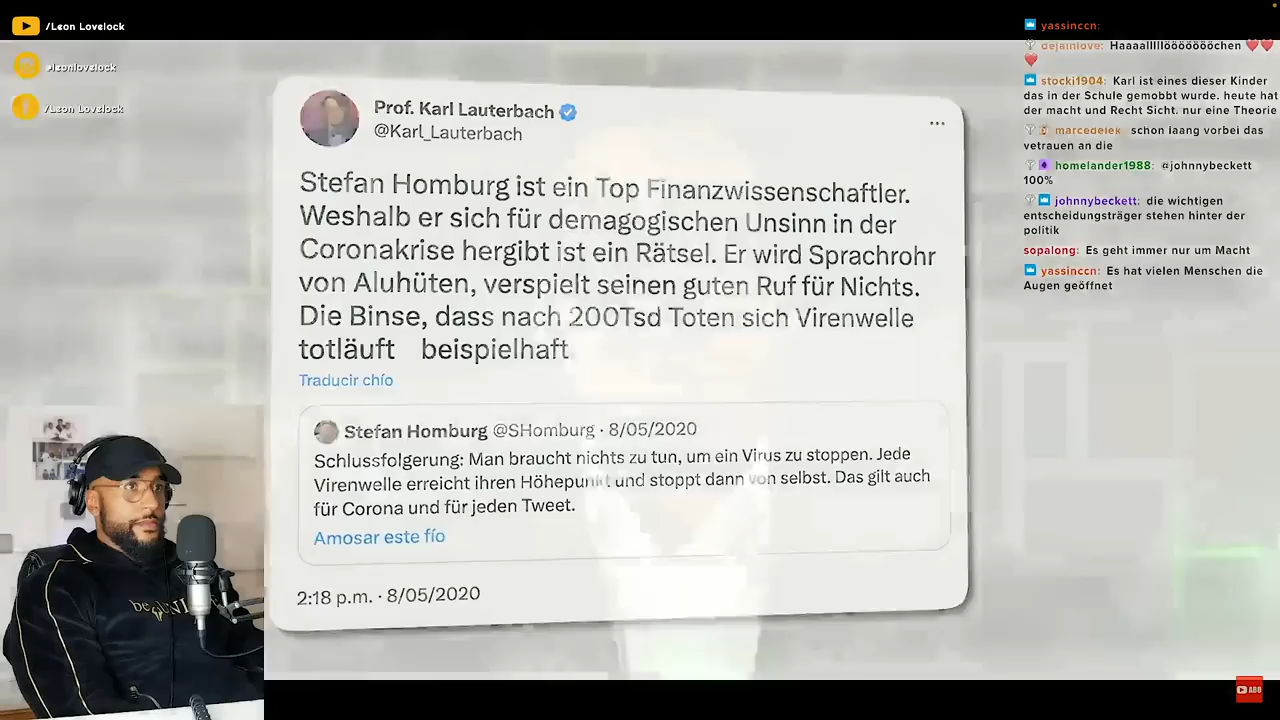 /Leon Lovelock
/Leon Lovelock
Prof. Karl Lauterbach
@Karl_Lauterbach
Stefan Homburg ist ein Top Finanzwissenschaftler.
Weshalb er sich für demagogischen Unsinn in der
Coronakrise hergibt ist ein Rätsel. Er wird Sprachrohr
von Aluhüten, verspielt seinen guten Ruf für Nichts.
Die Binse, dass nach 200Tsd Toten sich Virenwelle
totläuft beispielhaft
Traducir chío
Stefan Homburg @SHomburg · 8/05/2020
Schlussfolgerung: Man braucht nichts zu tun, um ein Virus zu stoppen. Jede
Virenwelle erreicht ihren Höhepunkt und stoppt dann von selbst. Das gilt auch
für Corona und für jeden Tweet.
Amosar este fío
2:18 p.m. · 8/05/2020
yassinccn:
dejainlove: Haaaallllllöööööööchen
stocki1904: Karl ist eines dieser Kinder
das in der Schule gemobbt wurde. heute hat
der macht und Recht Sicht. nur eine Theorie
schon laang vorbei das
vetrauen an die
homelander1988: @johnnybeckett
100%
johnnybeckett: die wichtigen
entscheidungsträger stehen hinter der
politik
sopalong: Es geht immer nur um Macht
yassinccn: Es hat vielen Menschen die
Augen geöffnet